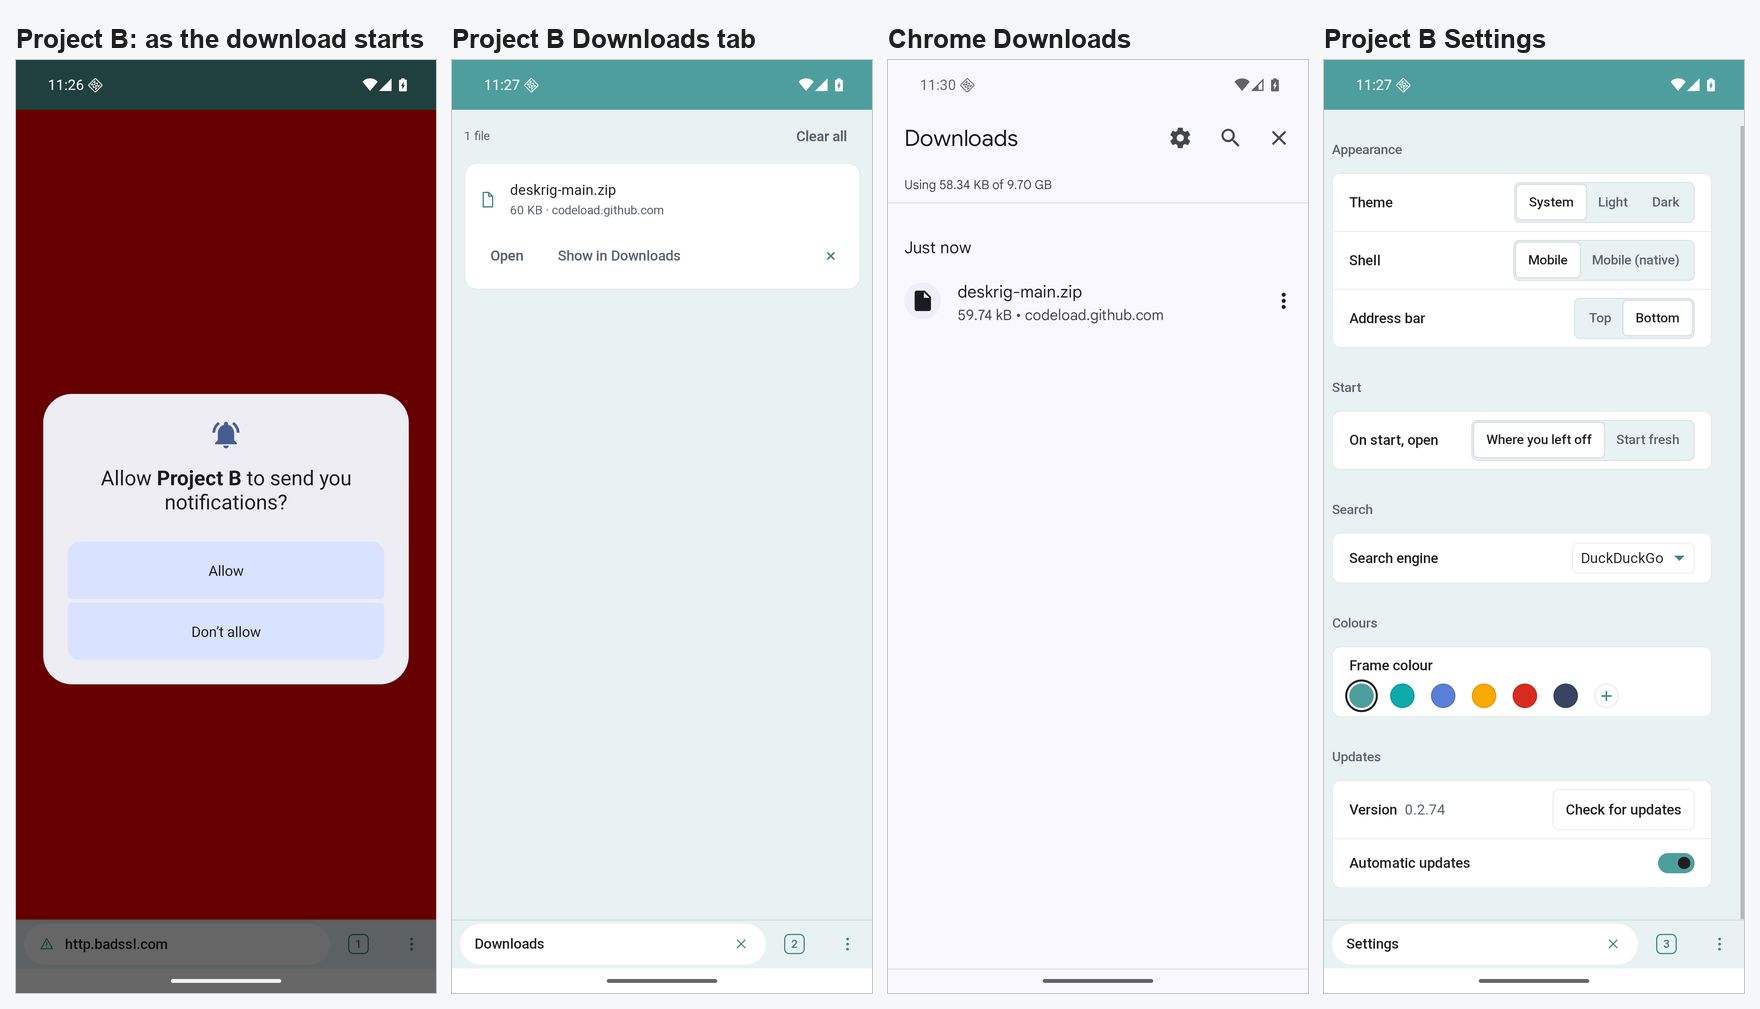 Project B: as the download starts
11:26
Allow Project B to send you
notifications?
Allow
Don't allow
http.badssl.com
1
Project B Downloads tab
11:27
1 file
Clear all
deskrig-main.zip
60 KB · codeload.github.com
Open
Show in Downloads
Downloads
2
Chrome Downloads
11:30
Downloads
Using 58.34 KB of 9.70 GB
Just now
deskrig-main.zip
59.74 kB • codeload.github.com
Project B Settings
11:27
Appearance
Theme
System
Light
Dark
Shell
Mobile
Mobile (native)
Address bar
Top
Bottom
Start
On start, open
Where you left off
Start fresh
Search
Search engine
DuckDuckGo
Colours
Frame colour
Updates
Version 0.2.74
Check for updates
Automatic updates
Settings
3